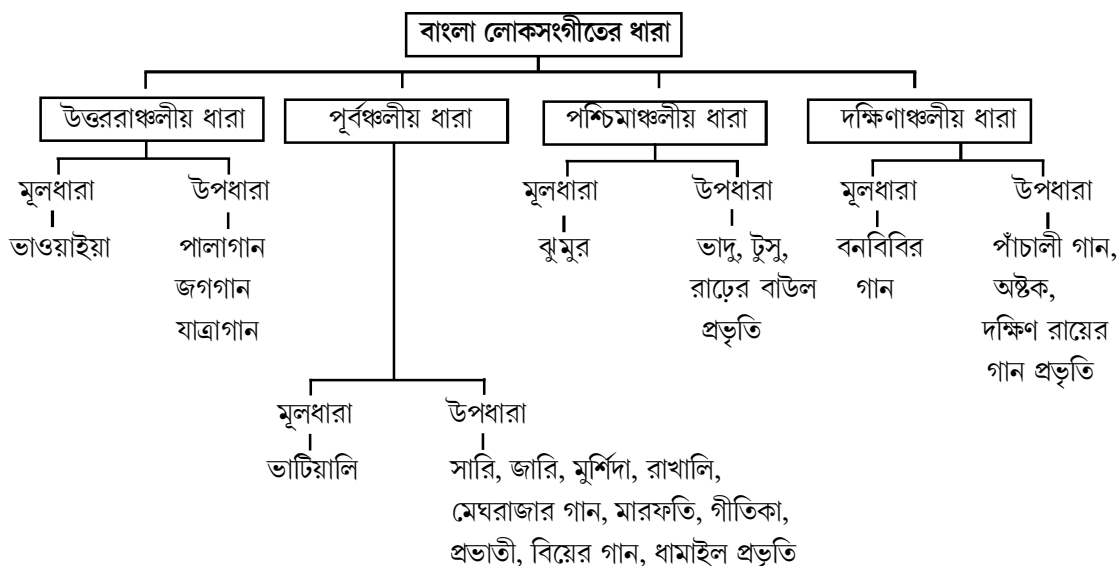 বাংলা লোকসংগীতের ধারা
উত্তররাঞ্চলীয় ধারা
পূর্বঞ্চলীয় ধারা
পশ্চিমাঞ্চলীয় ধারা
দক্ষিণাঞ্চলীয় ধারা
মূলধারা
উপধারা
ভাওয়াইয়া
পালাগান
জগগান
যাত্রাগান
মূলধারা
উপধারা
ভাটিয়ালি
সারি, জারি, মুর্শিদা, রাখালি,
মেঘরাজার গান, মারফতি, গীতিকা,
প্রভাতী, বিয়ের গান, ধামাইল প্রভৃতি
মূলধারা
উপধারা
ঝুমুর
ভাদু, টুসু,
রাঢ়ের বাউল
প্রভৃতি
মূলধারা
উপধারা
বনবিবির
গান
পাঁচালী গান,
অষ্টক,
দক্ষিণ রায়ের
গান প্রভৃতি